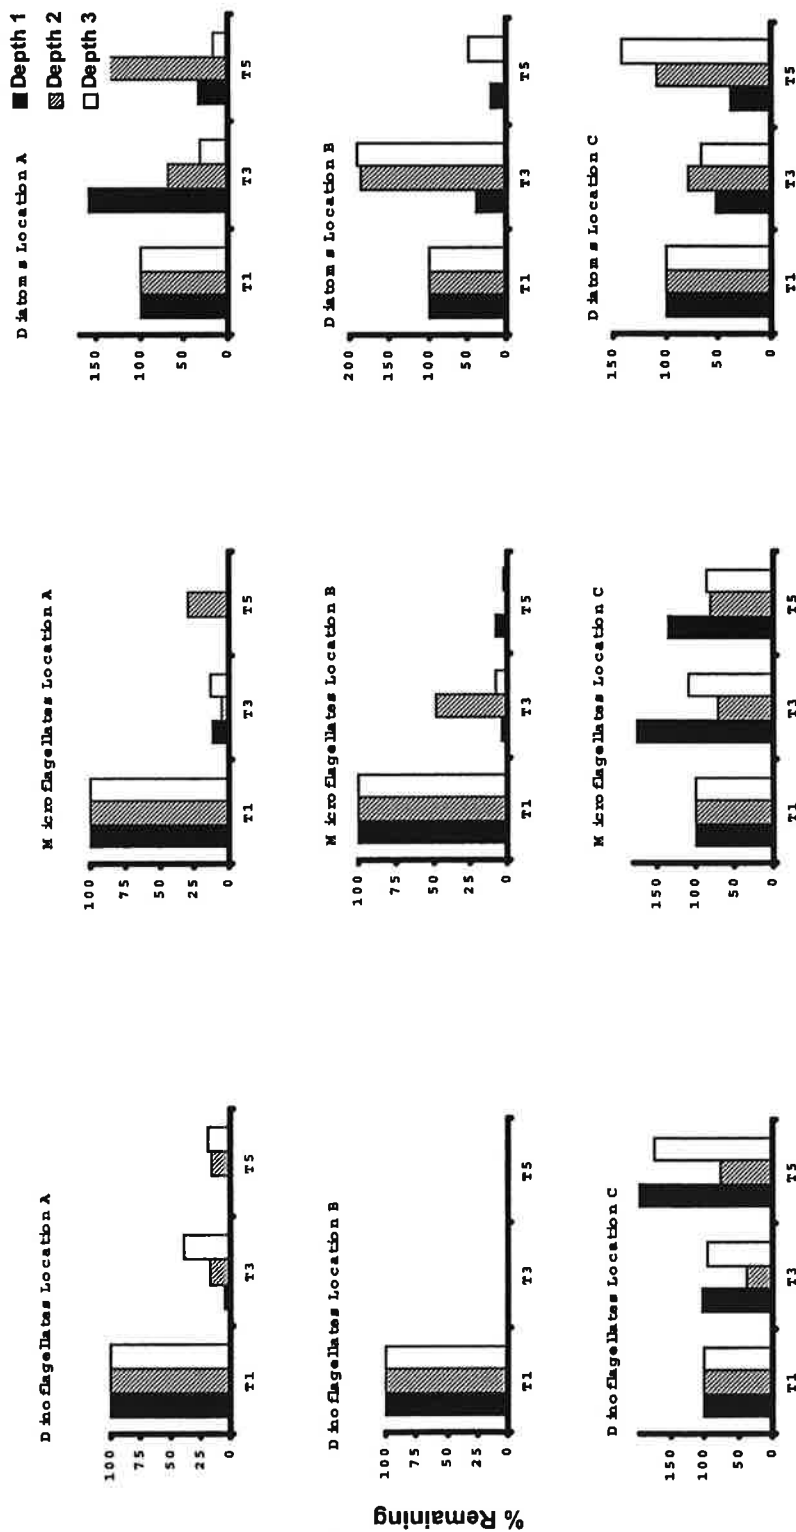 Depth 1
Depth 2
Depth 3
Dinoflagellates Location A
100
75
50
25
0
T1
T3
T5
Microflagellates Location A
100
75
50
25
0
T1
T3
T5
Diatoms Location A
150
100
50
0
T1
T3
T5
% Remaining
Dinoflagellates Location B
100
75
50
25
0
T1
T3
T5
Microflagellates Location B
100
75
50
25
0
T1
T3
T5
Diatoms Location B
200
150
100
50
0
T1
T3
T5
Dinoflagellates Location C
150
100
50
0
T1
T3
T5
Microflagellates Location C
150
100
50
0
T1
T3
T5
Diatoms Location C
150
100
50
0
T1
T3
T5